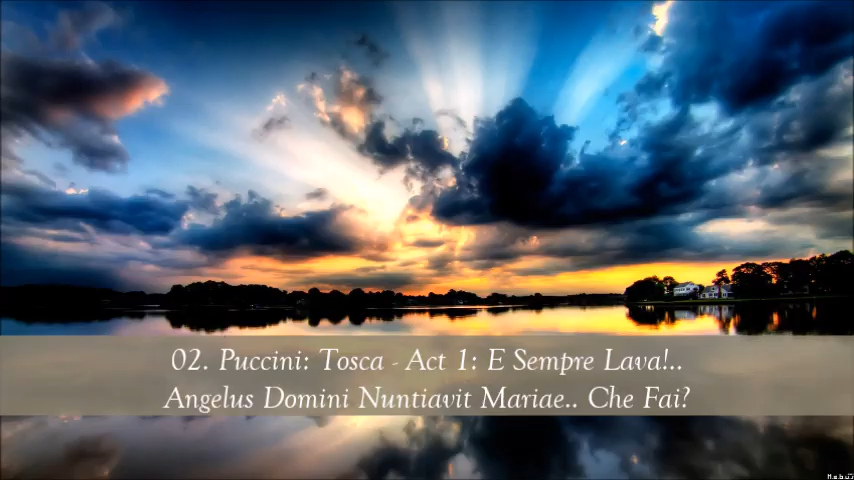 02. Puccini: Tosca - Act 1: E Sempre Lava!..
Angelus Domini Nuntiavit Mariae.. Che Fai?